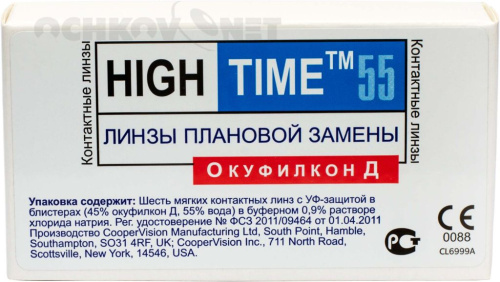 OCHKOV.NET
Контактные линзы
HIGH TIME™ 55
Контактные линзы
ЛИНЗЫ ПЛАНОВОЙ ЗАМЕНЫ
ОКУФИЛКОН Д
Упаковка содержит: Шесть мягких контактных линз с УФ-защитой в
блистерах (45% окуфилкон Д, 55% вода) в буферном 0,9% растворе
хлорида натрия. Рег. удостоверение № ФСЗ 2011/09464 от 01.04.2011
Производство CooperVision Manufacturing Ltd, South Point, Hamble,
Southampton, SO31 4RF, UK; CooperVision Inc., 711 North Road,
Scottsville, New York, 14546, USA.
РСТ
CE
0088
CL6999A